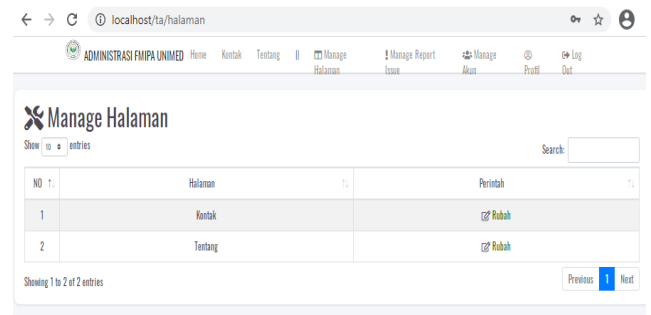 localhost/ta/halaman
ADMINISTRASI FMIPA UNIMED Home Kontak Tentang || Manage Halaman ! Manage Report Issue Manage Akun Profil Log Out
Manage Halaman
Show 10 entries Search:
NO Halaman Perintah
1 Kontak Rubah
2 Tentang Rubah
Showing 1 to 2 of 2 entries Previous 1 Next